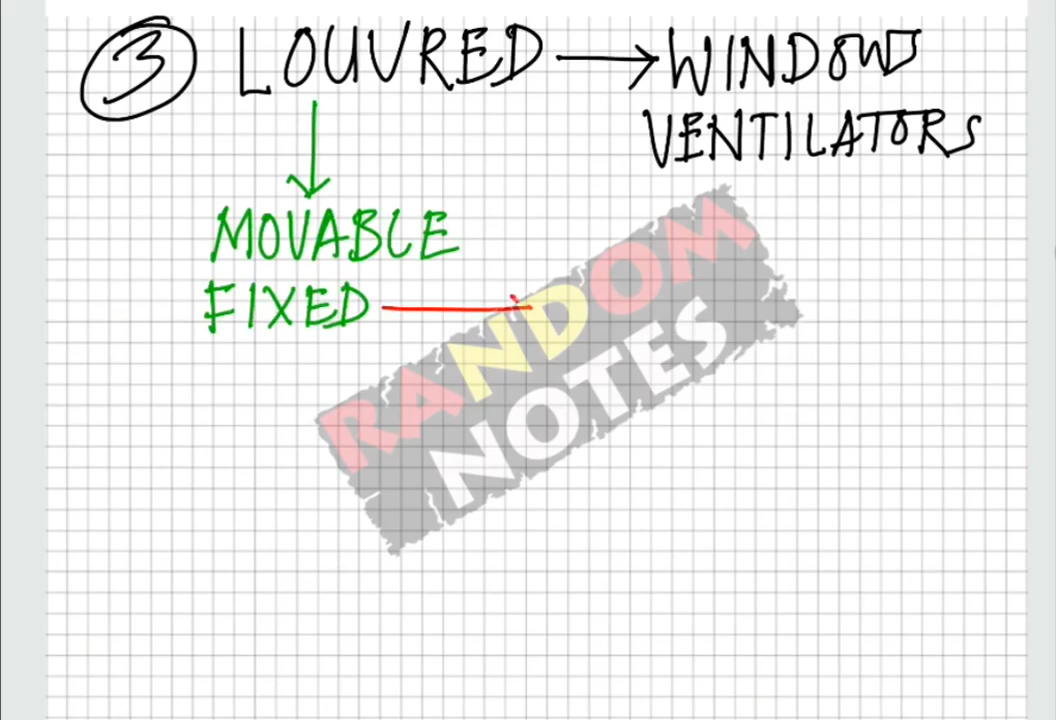 ③ LOUVRED → WINDOW
VENTILATORS
↓
MOVABLE
FIXED
RANDOM
NOTES